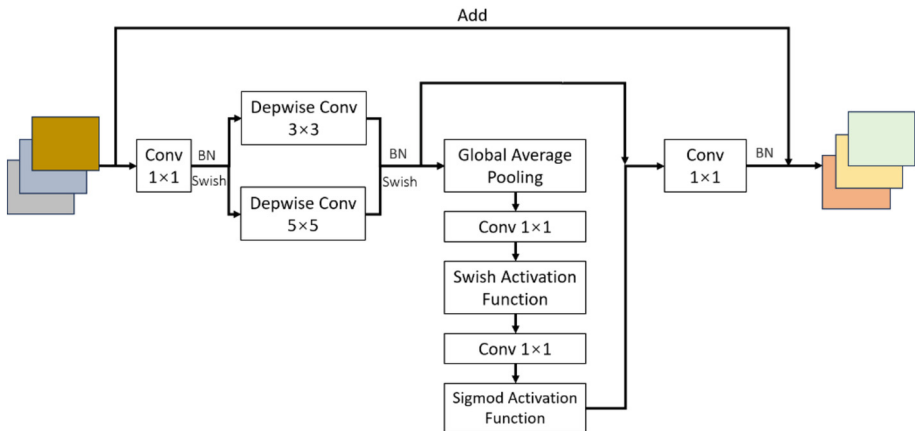 Add
Conv
1×1
BN
Swish
Depwise Conv
3×3
Depwise Conv
5×5
BN
Swish
Global Average
Pooling
Conv 1×1
Swish Activation
Function
Conv 1×1
Sigmod Activation
Function
Conv
1×1
BN